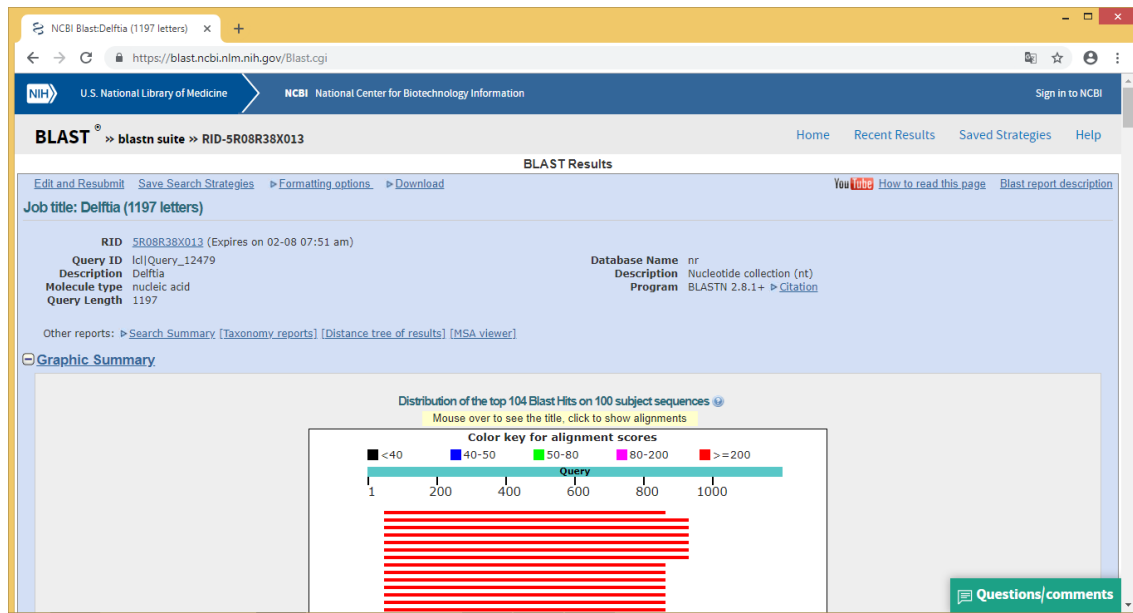 NCBI Blast:Delftia (1197 letters)
https://blast.ncbi.nlm.nih.gov/Blast.cgi
NIH U.S. National Library of Medicine NCBI National Center for Biotechnology Information Sign in to NCBI
BLAST ® » blastn suite » RID-5R08R38X013 Home Recent Results Saved Strategies Help
BLAST Results
Edit and Resubmit Save Search Strategies Formatting options Download YouTube How to read this page Blast report description
Job title: Delftia (1197 letters)
RID 5R08R38X013 (Expires on 02-08 07:51 am)
Query ID lcl|Query_12479 Database Name nr
Description Delftia Description Nucleotide collection (nt)
Molecule type nucleic acid Program BLASTN 2.8.1+ Citation
Query Length 1197
Other reports: Search Summary [Taxonomy reports] [Distance tree of results] [MSA viewer]
Graphic Summary
Distribution of the top 104 Blast Hits on 100 subject sequences
Mouse over to see the title, click to show alignments
Color key for alignment scores
<40 40-50 50-80 80-200 >=200
Query
1 200 400 600 800 1000
Questions/comments